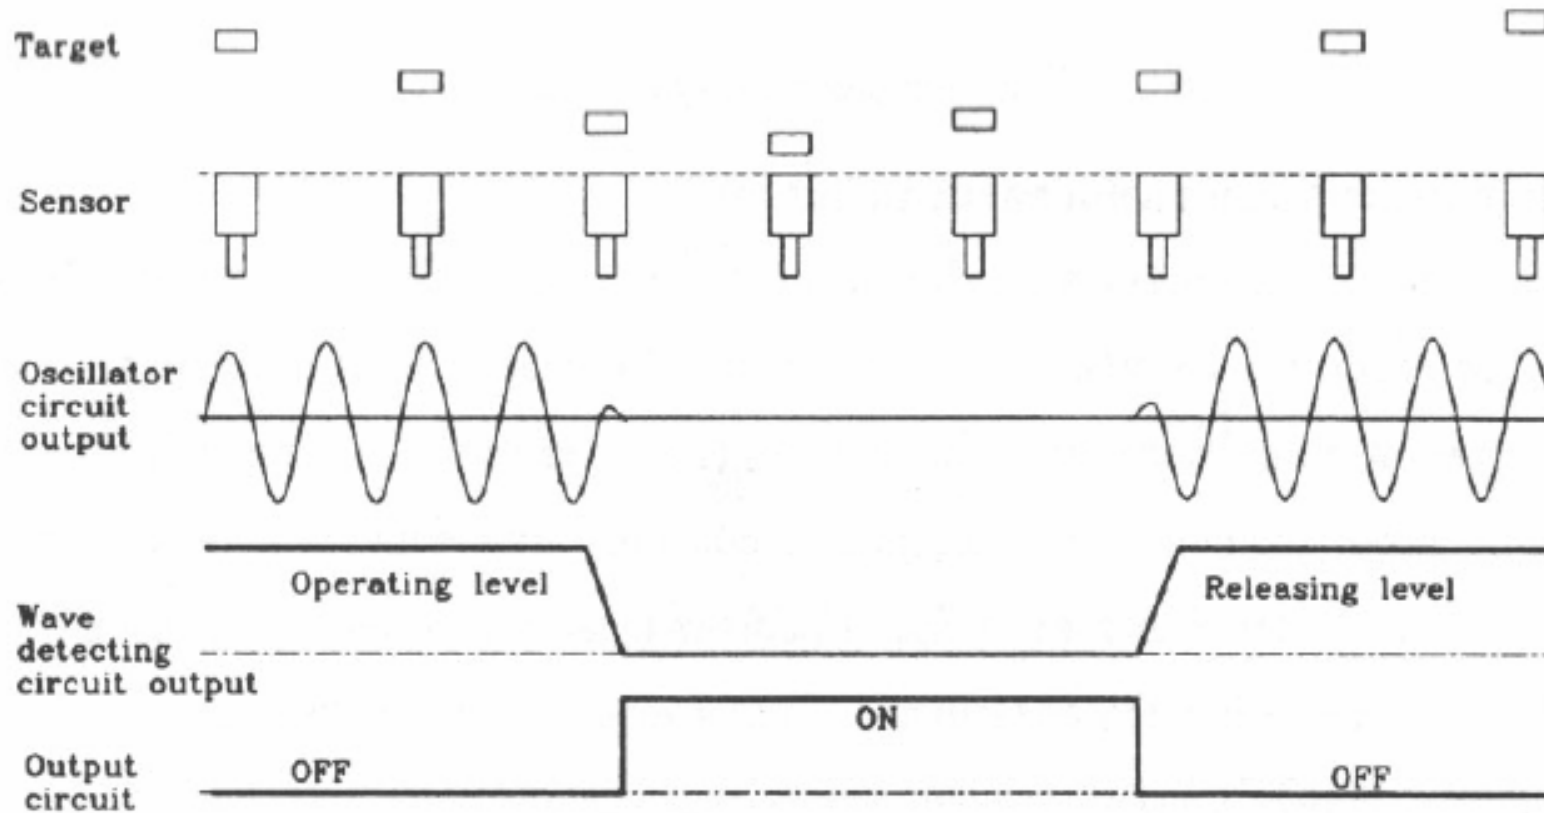 Target
Sensor
Oscillator
circuit
output
Operating level
Releasing level
Wave
detecting
circuit output
ON
Output
circuit
OFF
OFF